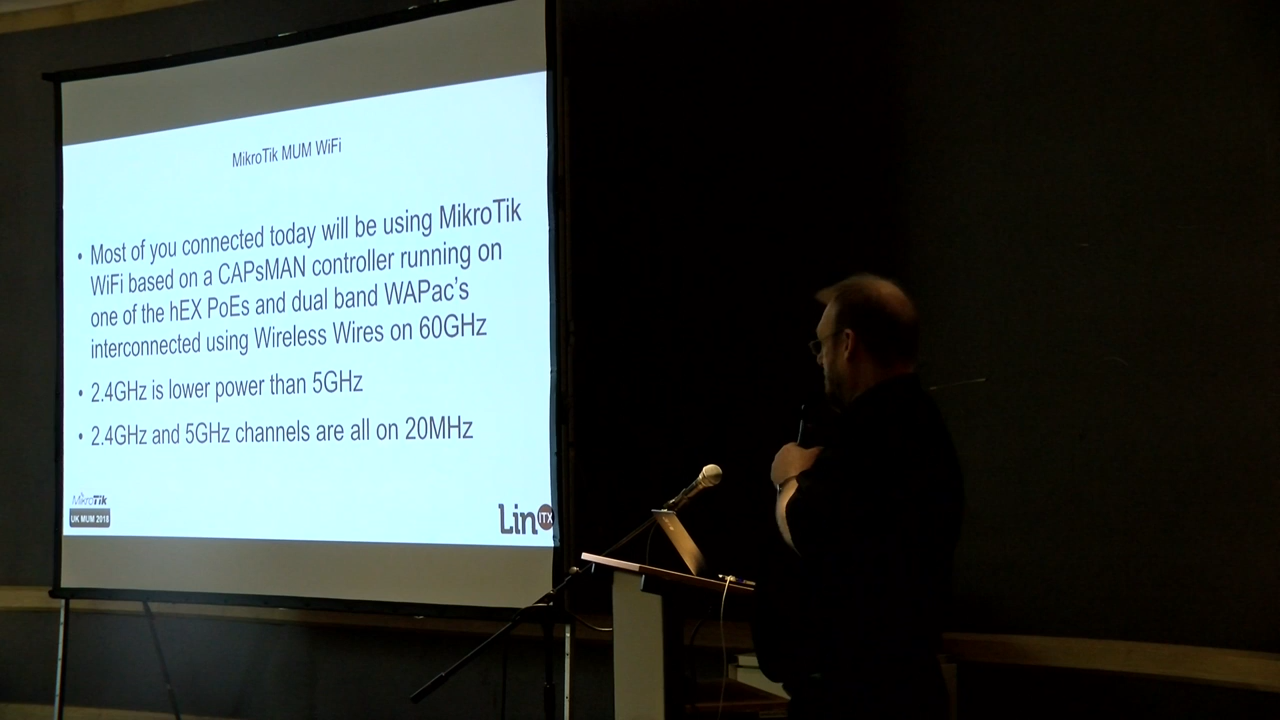 MikroTik MUM WiFi
• Most of you connected today will be using MikroTik
WiFi based on a CAPsMAN controller running on
one of the hEX PoEs and dual band WAPac's
interconnected using Wireless Wires on 60GHz
• 2.4GHz is lower power than 5GHz
• 2.4GHz and 5GHz channels are all on 20MHz
MikroTik
UK MUM 2018
Lin ITX